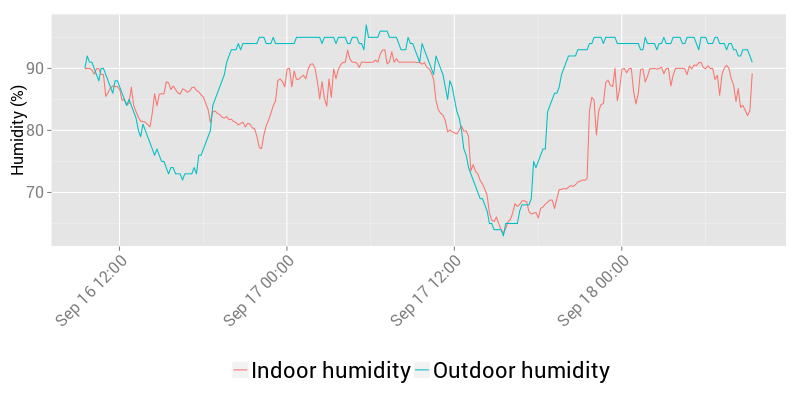 Humidity (%)
90
80
70
Sep 16 12:00
Sep 17 00:00
Sep 17 12:00
Sep 18 00:00
Indoor humidity
Outdoor humidity